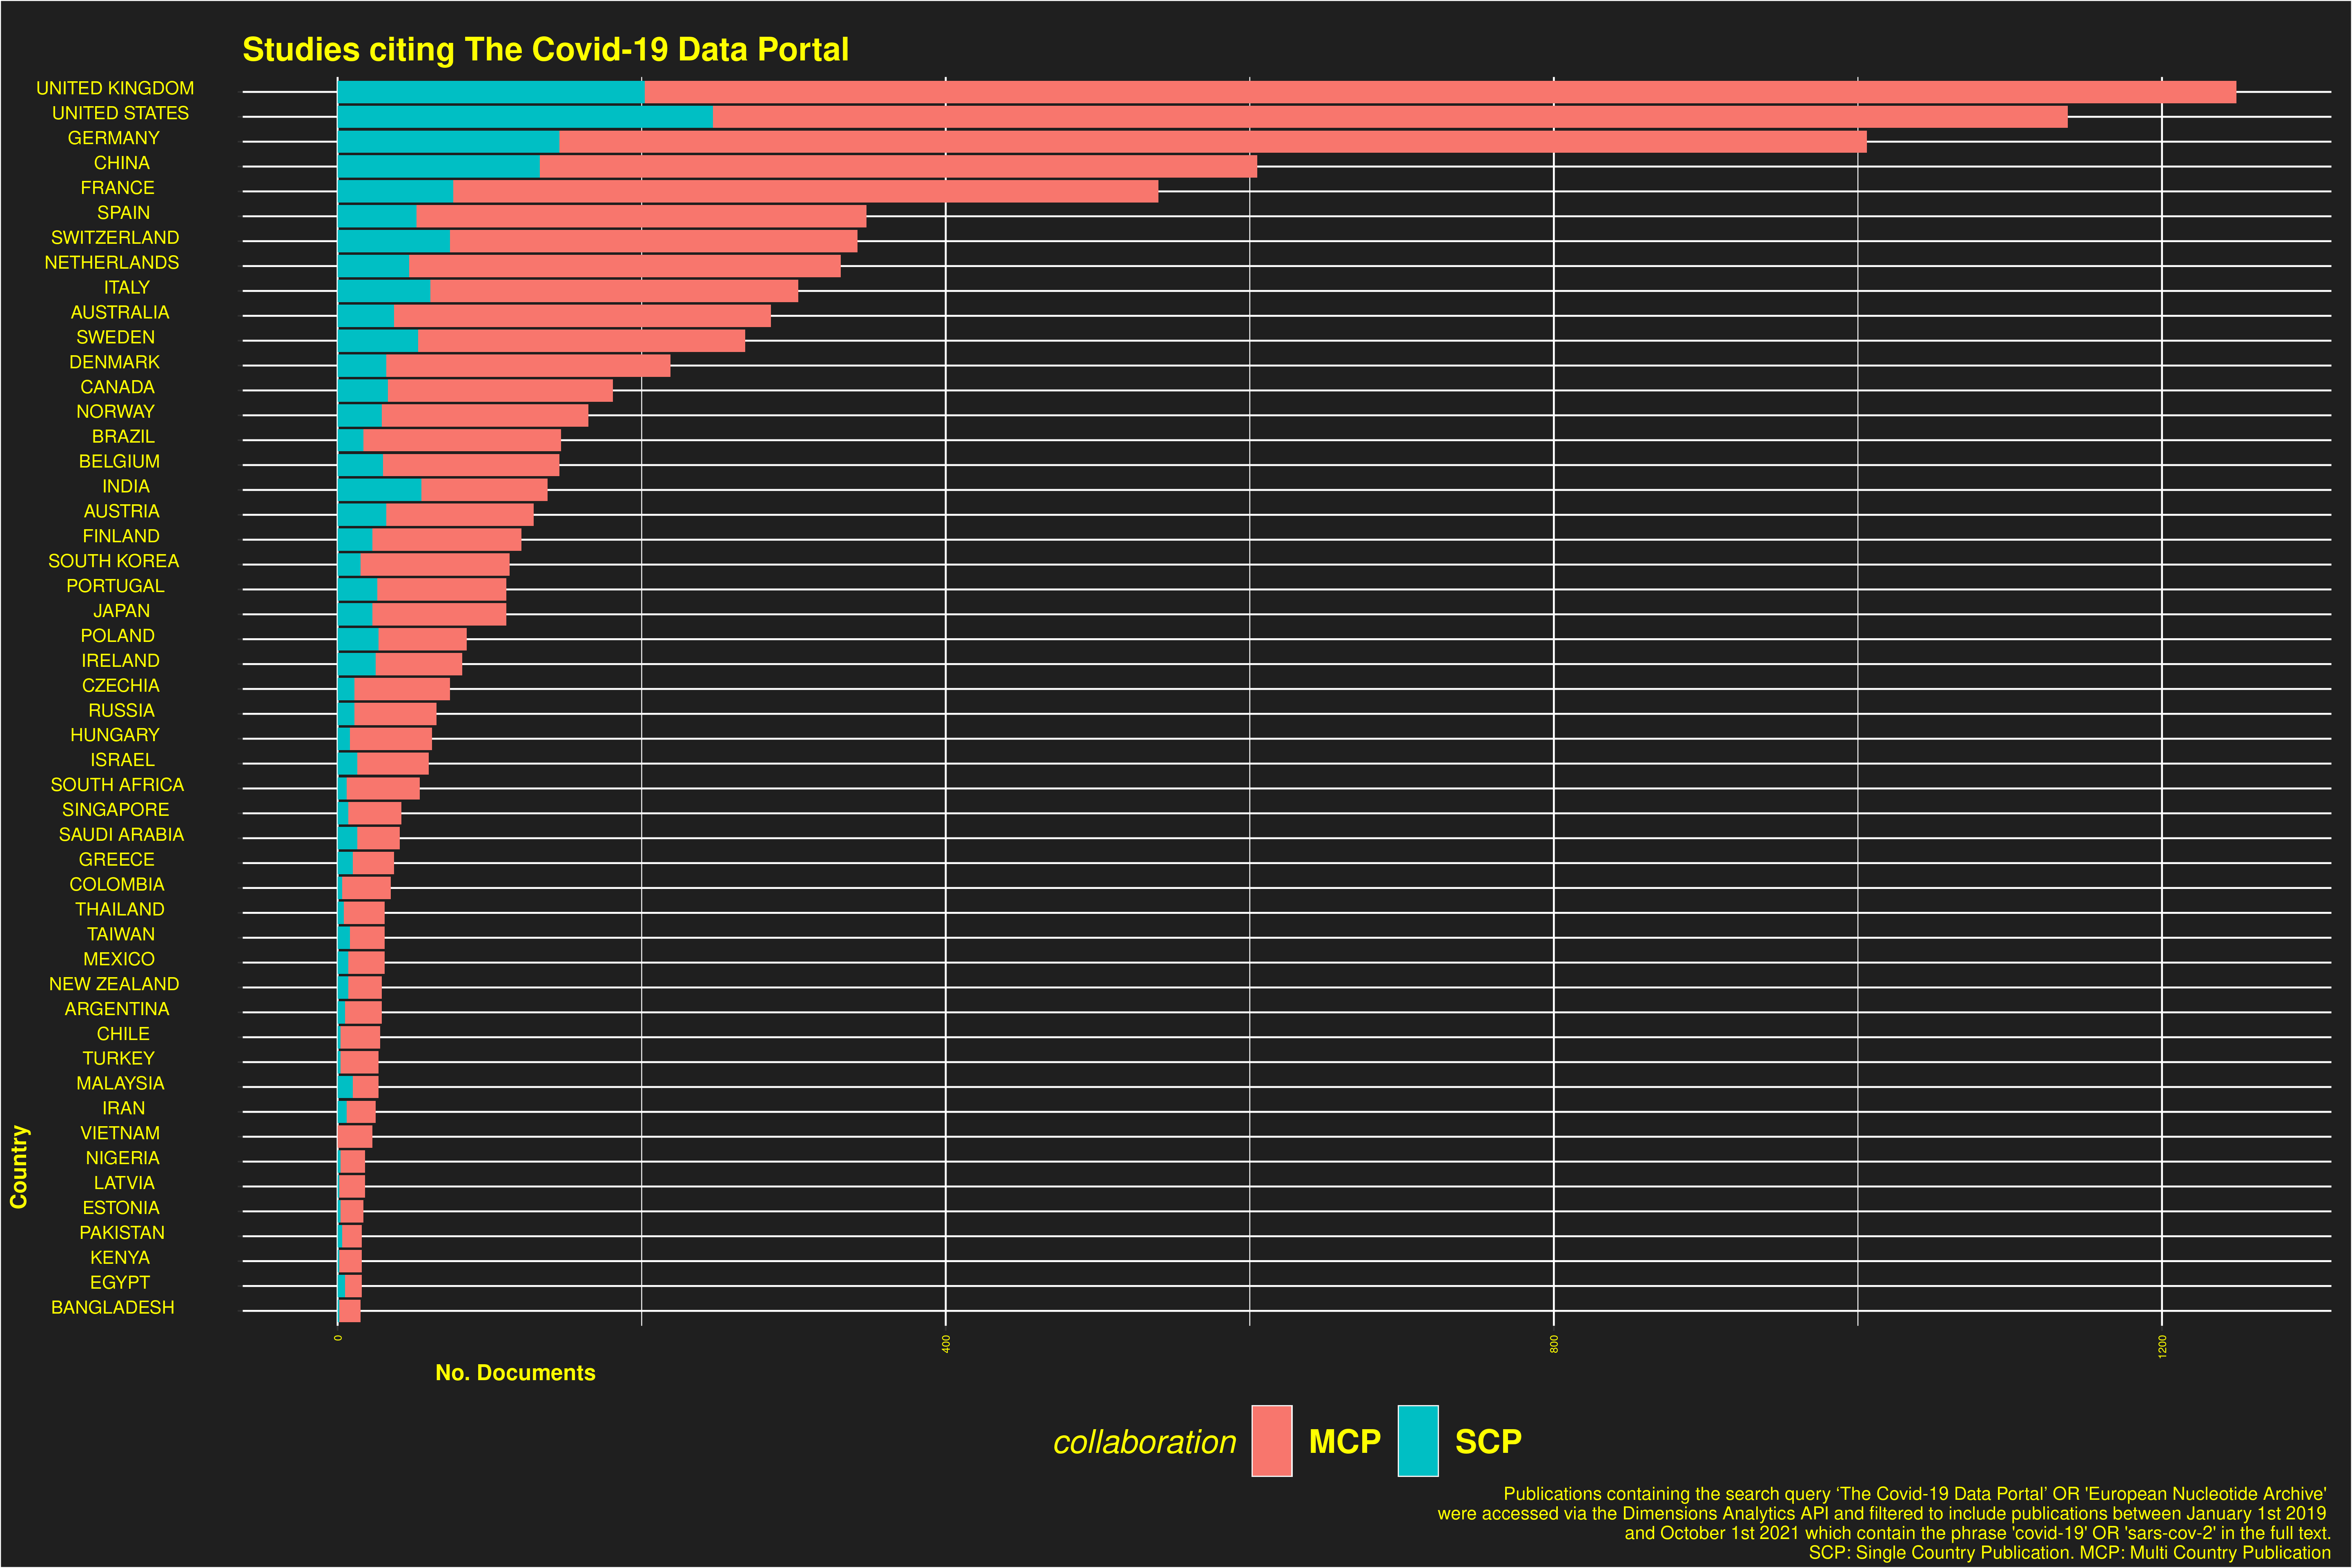 Studies citing The Covid-19 Data Portal
UNITED KINGDOM
UNITED STATES
GERMANY
CHINA
FRANCE
SPAIN
SWITZERLAND
NETHERLANDS
ITALY
AUSTRALIA
SWEDEN
DENMARK
CANADA
NORWAY
BRAZIL
BELGIUM
INDIA
AUSTRIA
FINLAND
SOUTH KOREA
PORTUGAL
JAPAN
POLAND
IRELAND
CZECHIA
RUSSIA
HUNGARY
ISRAEL
SOUTH AFRICA
SINGAPORE
SAUDI ARABIA
GREECE
COLOMBIA
THAILAND
TAIWAN
MEXICO
NEW ZEALAND
ARGENTINA
CHILE
TURKEY
MALAYSIA
IRAN
VIETNAM
NIGERIA
LATVIA
ESTONIA
PAKISTAN
KENYA
EGYPT
BANGLADESH
Country
0 400 800 1200
No. Documents
collaboration MCP SCP
Publications containing the search query ‘The Covid-19 Data Portal’ OR 'European Nucleotide Archive'
were accessed via the Dimensions Analytics API and filtered to include publications between January 1st 2019
and October 1st 2021 which contain the phrase 'covid-19' OR 'sars-cov-2' in the full text.
SCP: Single Country Publication. MCP: Multi Country Publication